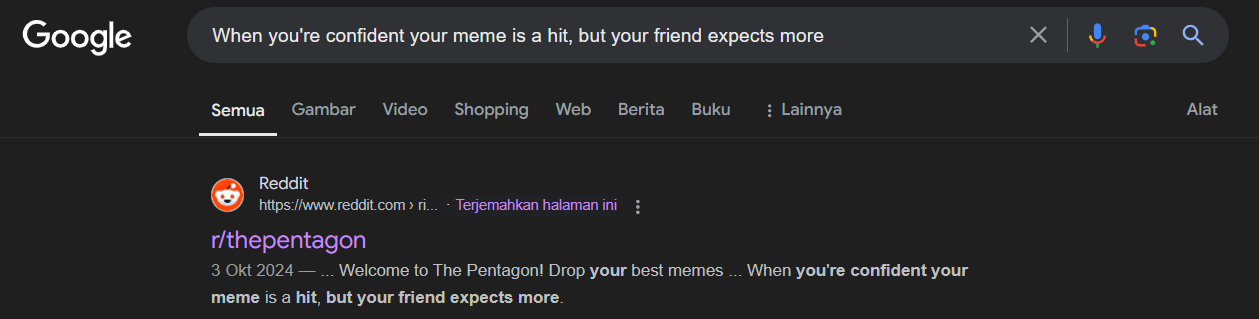 Google
When you're confident your meme is a hit, but your friend expects more
Semua Gambar Video Shopping Web Berita Buku Lainnya Alat
Reddit
https://www.reddit.com › ri... · Terjemahkan halaman ini
r/thepentagon
3 Okt 2024 — ... Welcome to The Pentagon! Drop your best memes ... When you're confident your
meme is a hit, but your friend expects more.